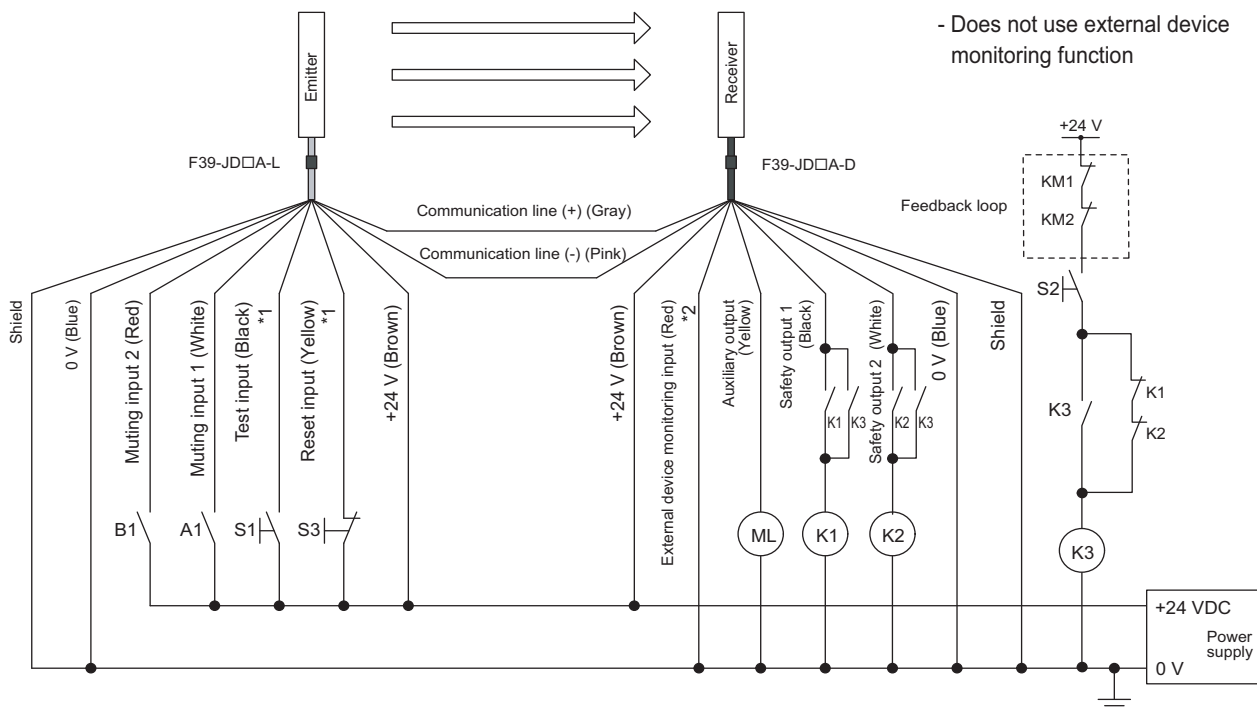 - Does not use external device
monitoring function
Emitter
Receiver
F39-JD□A-L
F39-JD□A-D
+24 V
KM1
KM2
Feedback loop
Communication line (+) (Gray)
Communication line (-) (Pink)
S2
Shield
0 V (Blue)
Muting input 2 (Red)
Muting input 1 (White)
Test input (Black)
*1
Reset input (Yellow)
*1
+24 V (Brown)
+24 V (Brown)
External device monitoring input (Red)
*2
Auxiliary output
(Yellow)
Safety output 1
(Black)
Safety output 2 (White)
0 V (Blue)
Shield
K1
K3
K2
K3
K3
K1
K2
B1
A1
S1
S3
ML
K1
K2
K3
+24 VDC
Power
supply
0 V